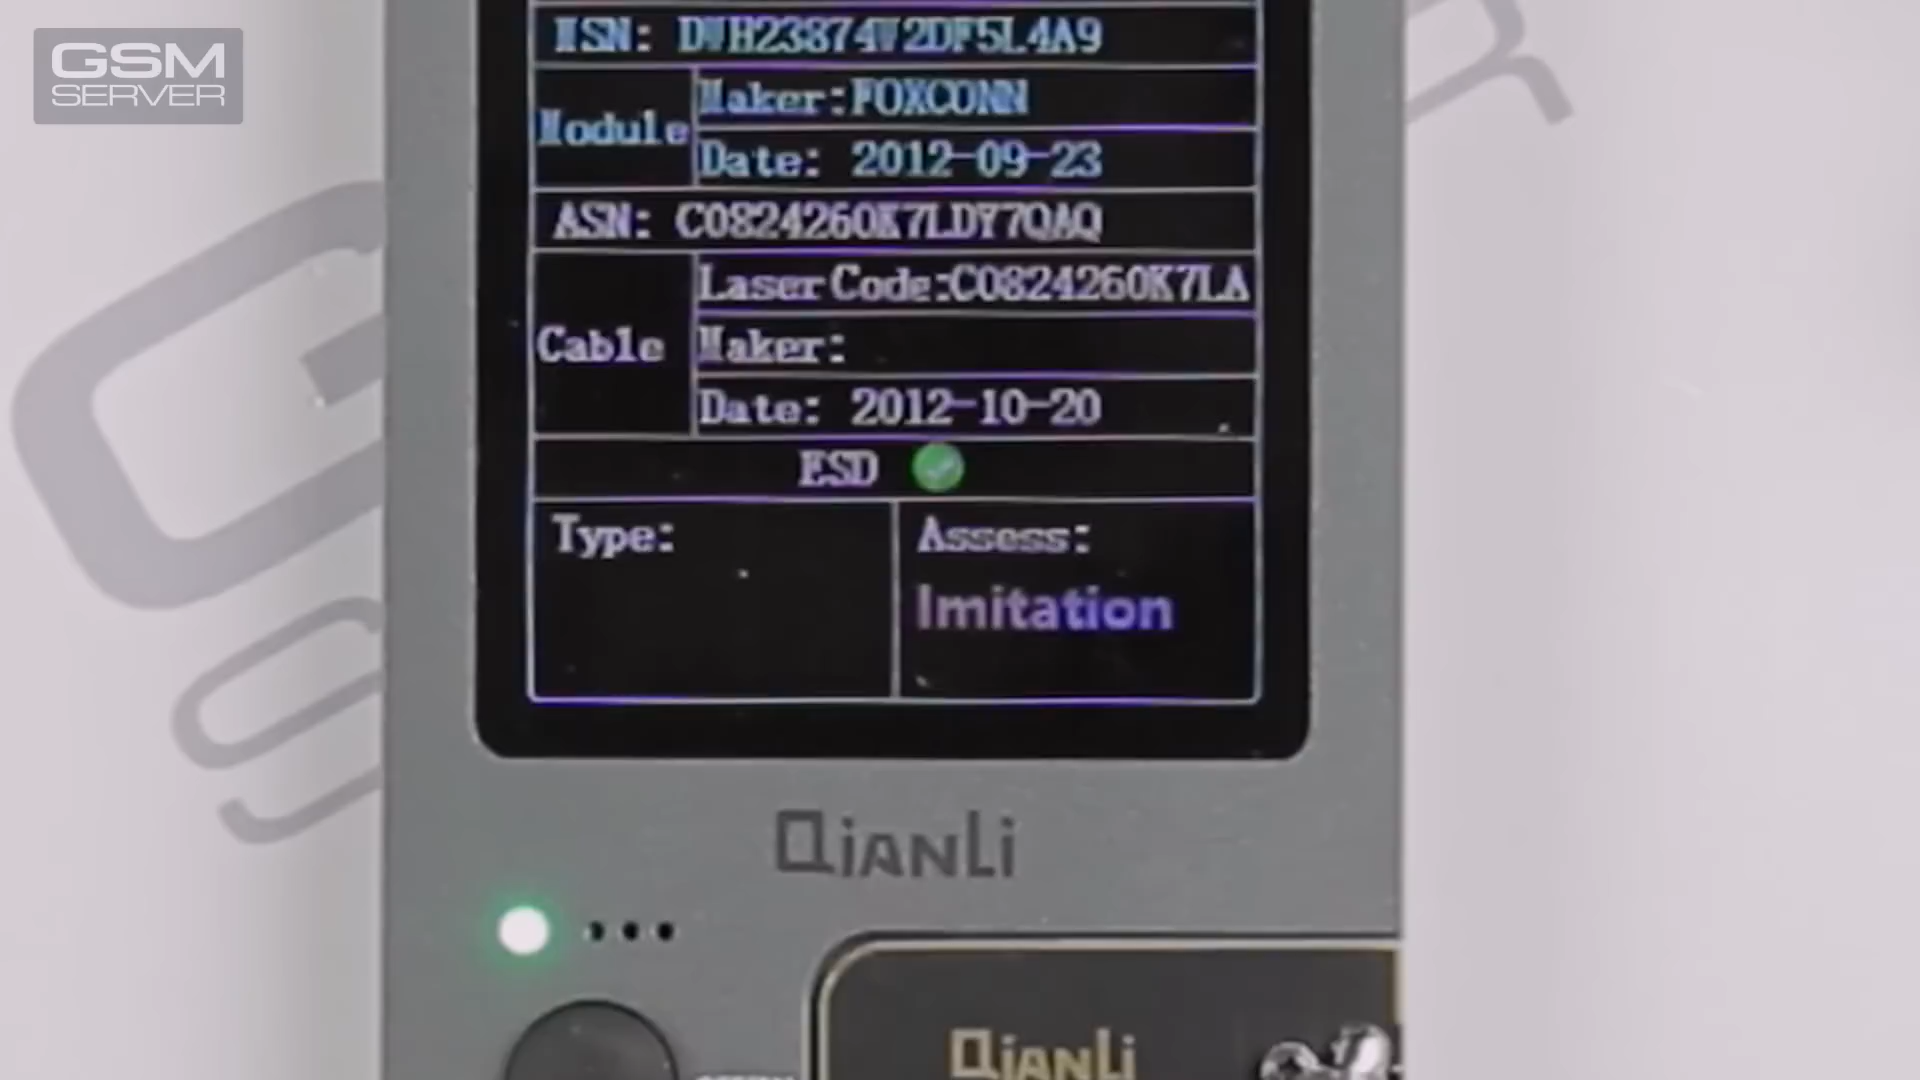 GSM
SERVER
MSN: DVH23874V2DF5L4A9
Module
Maker:FOXCONN
Date: 2012-09-23
ASN: C0824260K7LDY7QAQ
Cable
Laser Code:C0824260K7LA
Maker:
Date: 2012-10-20
ESD
Type:
Assess:
Imitation
QIANLI
QIANLI